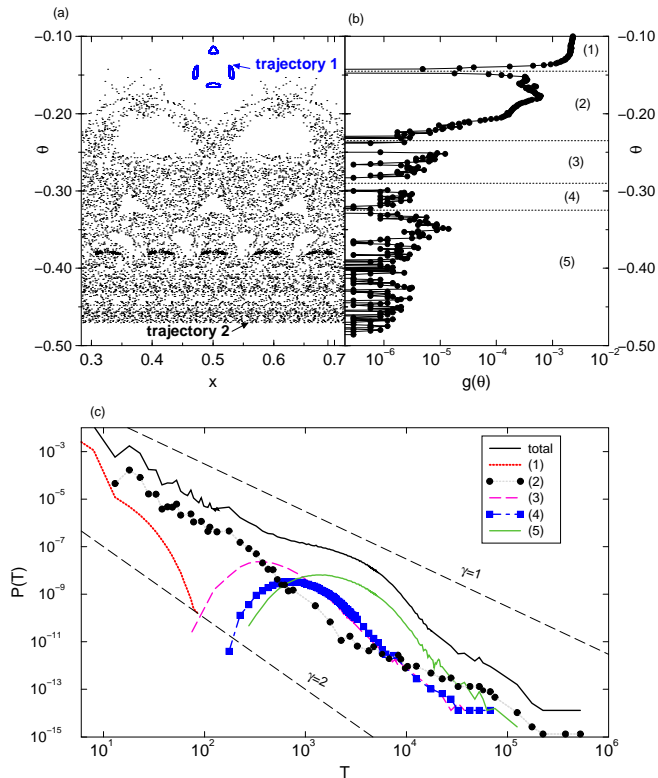 (a)
(b)
−0.10
−0.20
−0.30
−0.40
−0.50
θ
trajectory 1
trajectory 2
0.3 0.4 0.5 0.6 0.7
x
(1)
(2)
(3)
(4)
(5)
−0.10
−0.20
−0.30
−0.40
−0.50
θ
10^−6 10^−5 10^−4 10^−3 10^−2
g(θ)
(c)
10^−3
10^−5
10^−7
10^−9
10^−11
10^−13
10^−15
P(T)
total
(1)
(2)
(3)
(4)
(5)
γ=1
γ=2
10^1 10^2 10^3 10^4 10^5 10^6
T